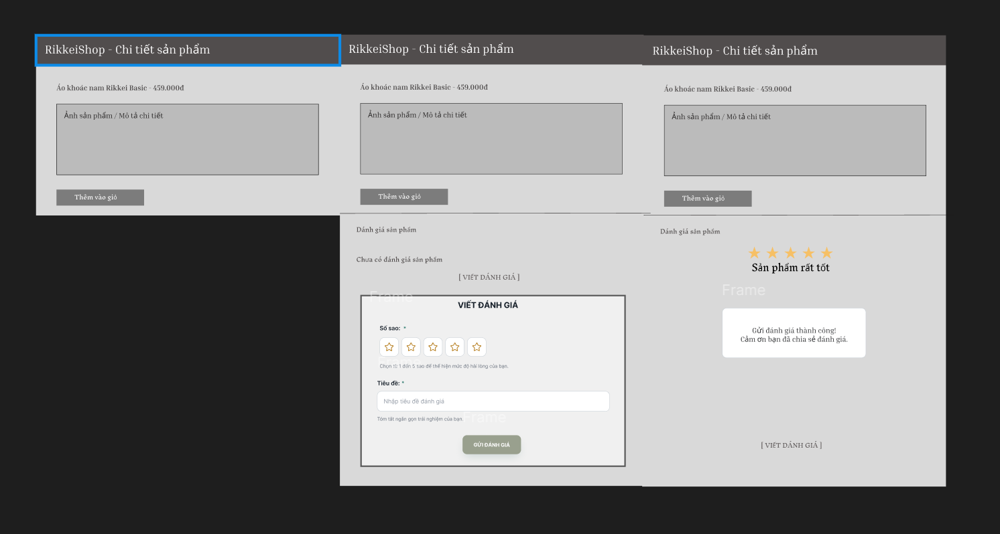 RikkeiShop - Chi tiết sản phẩm
Áo khoác nam Rikkei Basic - 459.000đ
Ảnh sản phẩm / Mô tả chi tiết
Thêm vào giỏ
RikkeiShop - Chi tiết sản phẩm
Áo khoác nam Rikkei Basic - 459.000đ
Ảnh sản phẩm / Mô tả chi tiết
Thêm vào giỏ
Đánh giá sản phẩm
Chưa có đánh giá sản phẩm
[ VIẾT ĐÁNH GIÁ ]
Frame
VIẾT ĐÁNH GIÁ
Số sao: *
Frame
Chọn từ 1 đến 5 sao để thể hiện mức độ hài lòng của bạn.
Tiêu đề: *
Nhập tiêu đề đánh giá
Tóm tắt ngắn gọn trải nghiệm của bạn.
Frame
GỬI ĐÁNH GIÁ
RikkeiShop - Chi tiết sản phẩm
Áo khoác nam Rikkei Basic - 459.000đ
Ảnh sản phẩm / Mô tả chi tiết
Thêm vào giỏ
Đánh giá sản phẩm
Sản phẩm rất tốt
Frame
Gửi đánh giá thành công!
Cảm ơn bạn đã chia sẻ đánh giá.
[ VIẾT ĐÁNH GIÁ ]